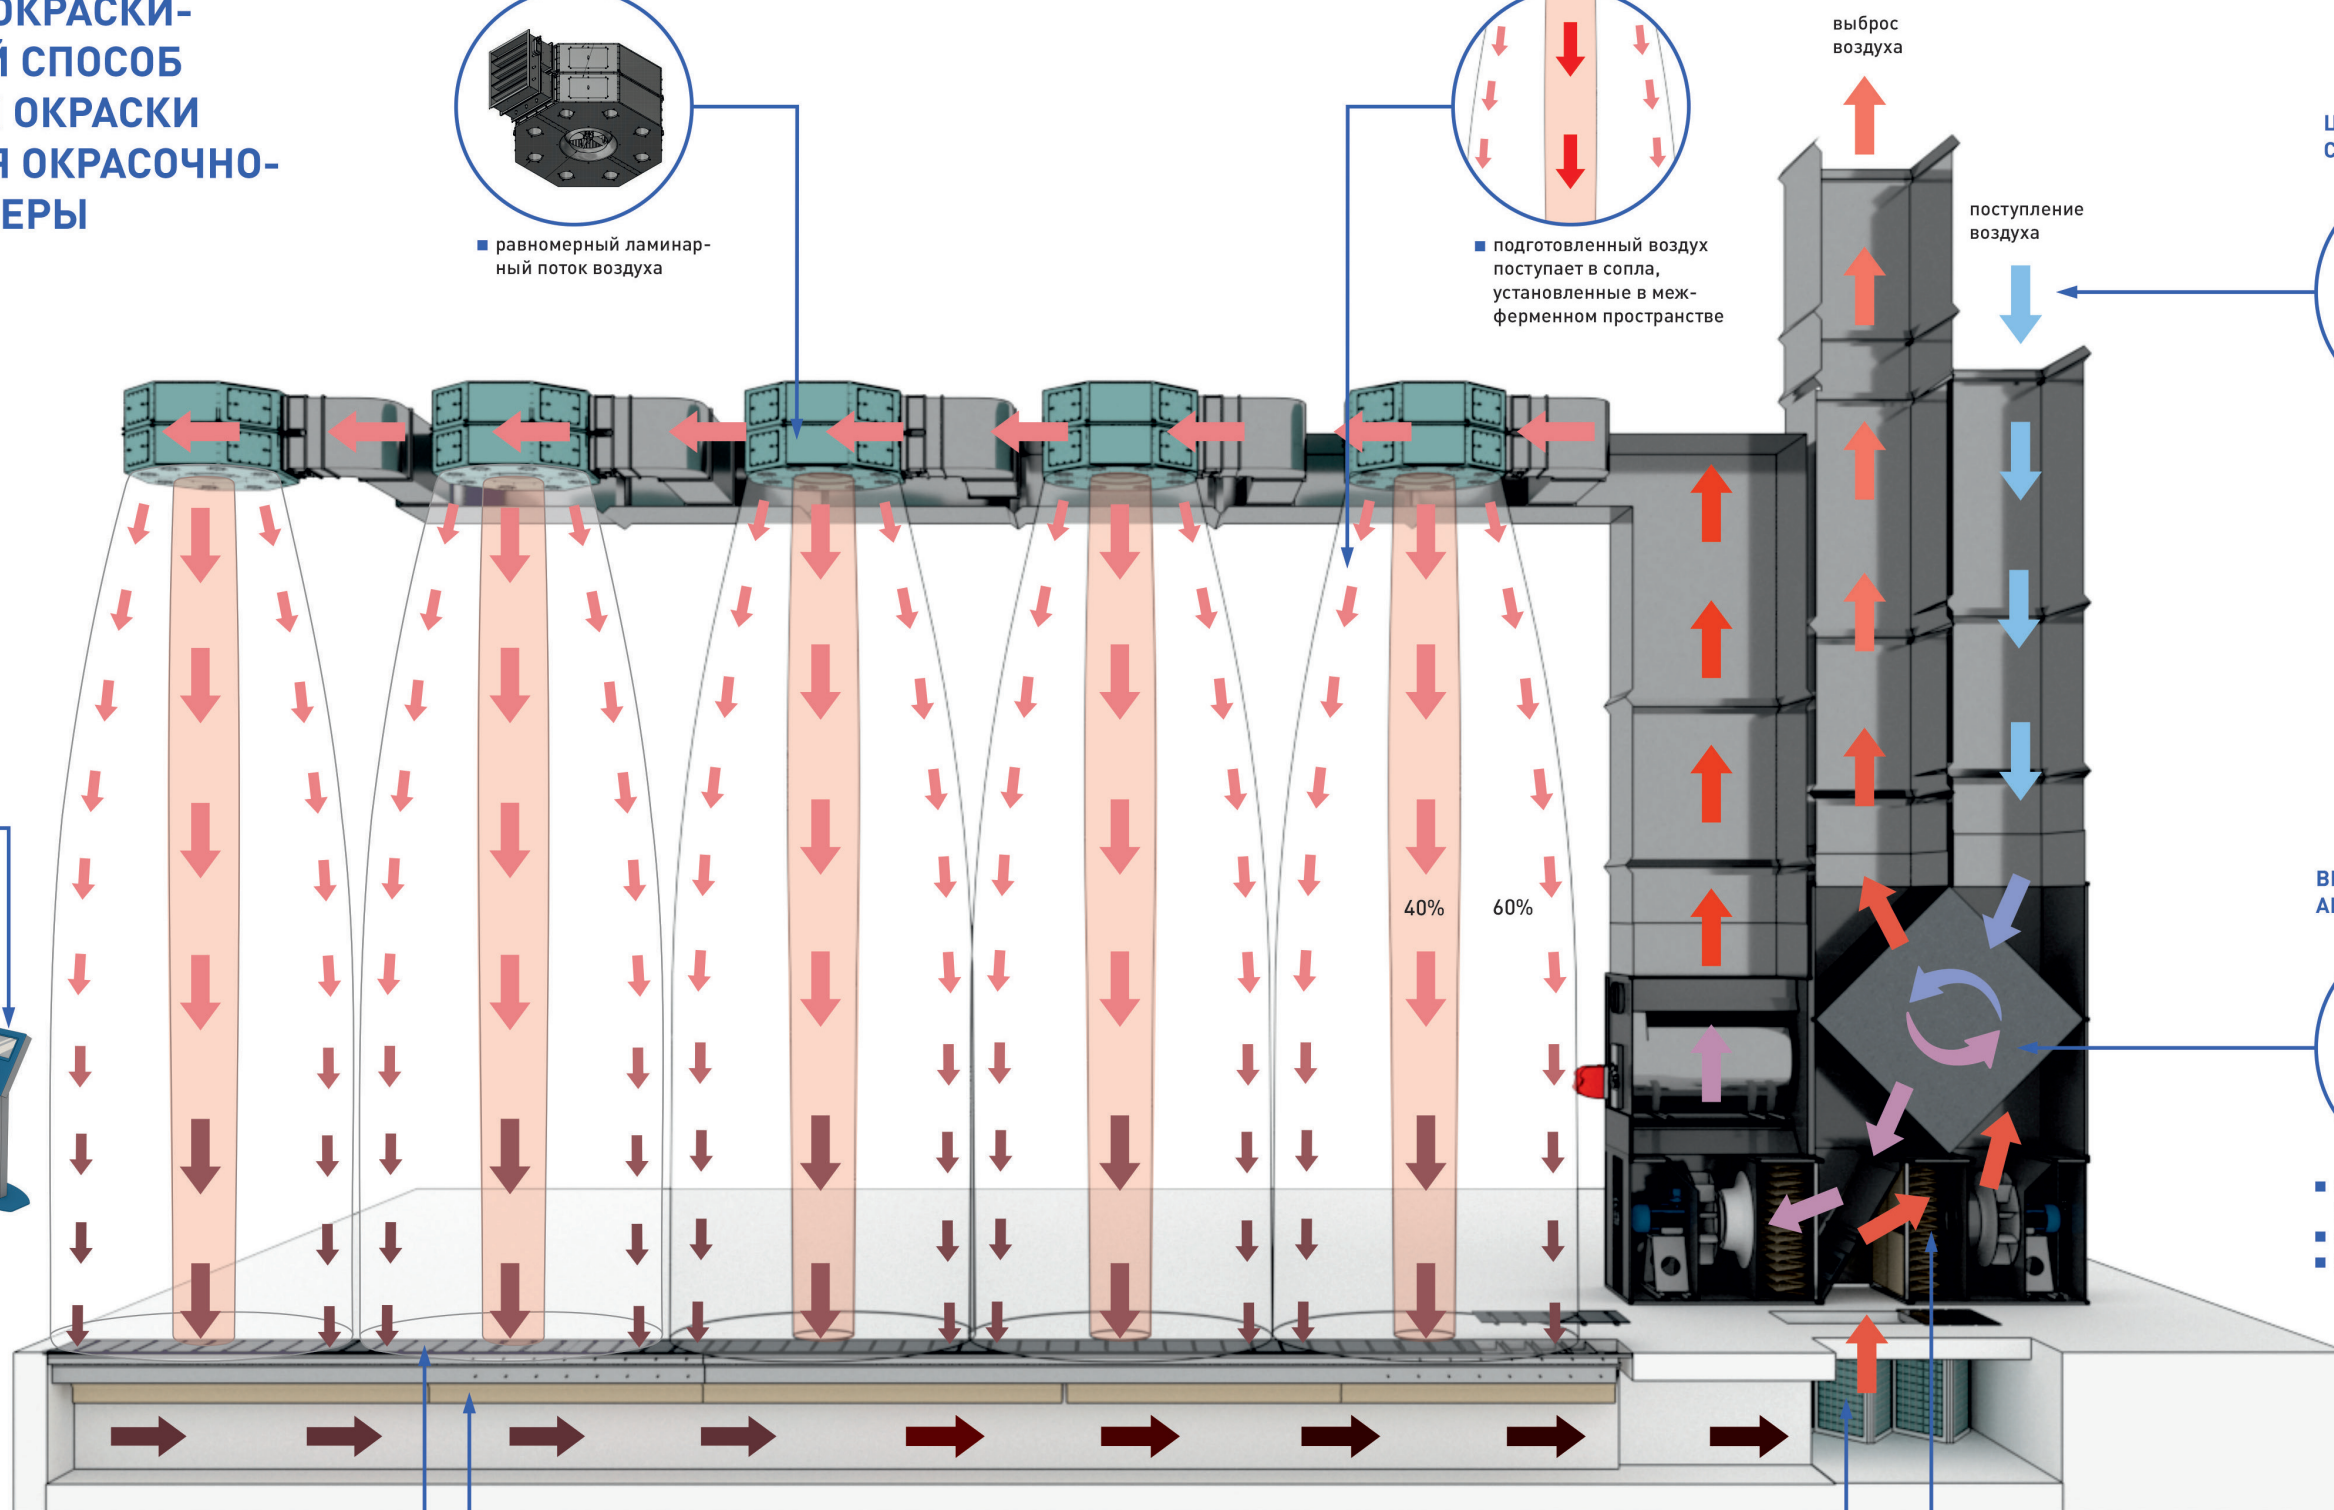 ОКРАСКИ-
Й СПОСОБ
ОКРАСКИ
Я ОКРАСОЧНО-
ЕРЫ
равномерный ламинар-
ный поток воздуха
подготовленный воздух
поступает в сопла,
установленные в меж-
ферменном пространстве
выброс
воздуха
поступление
воздуха
40%
60%